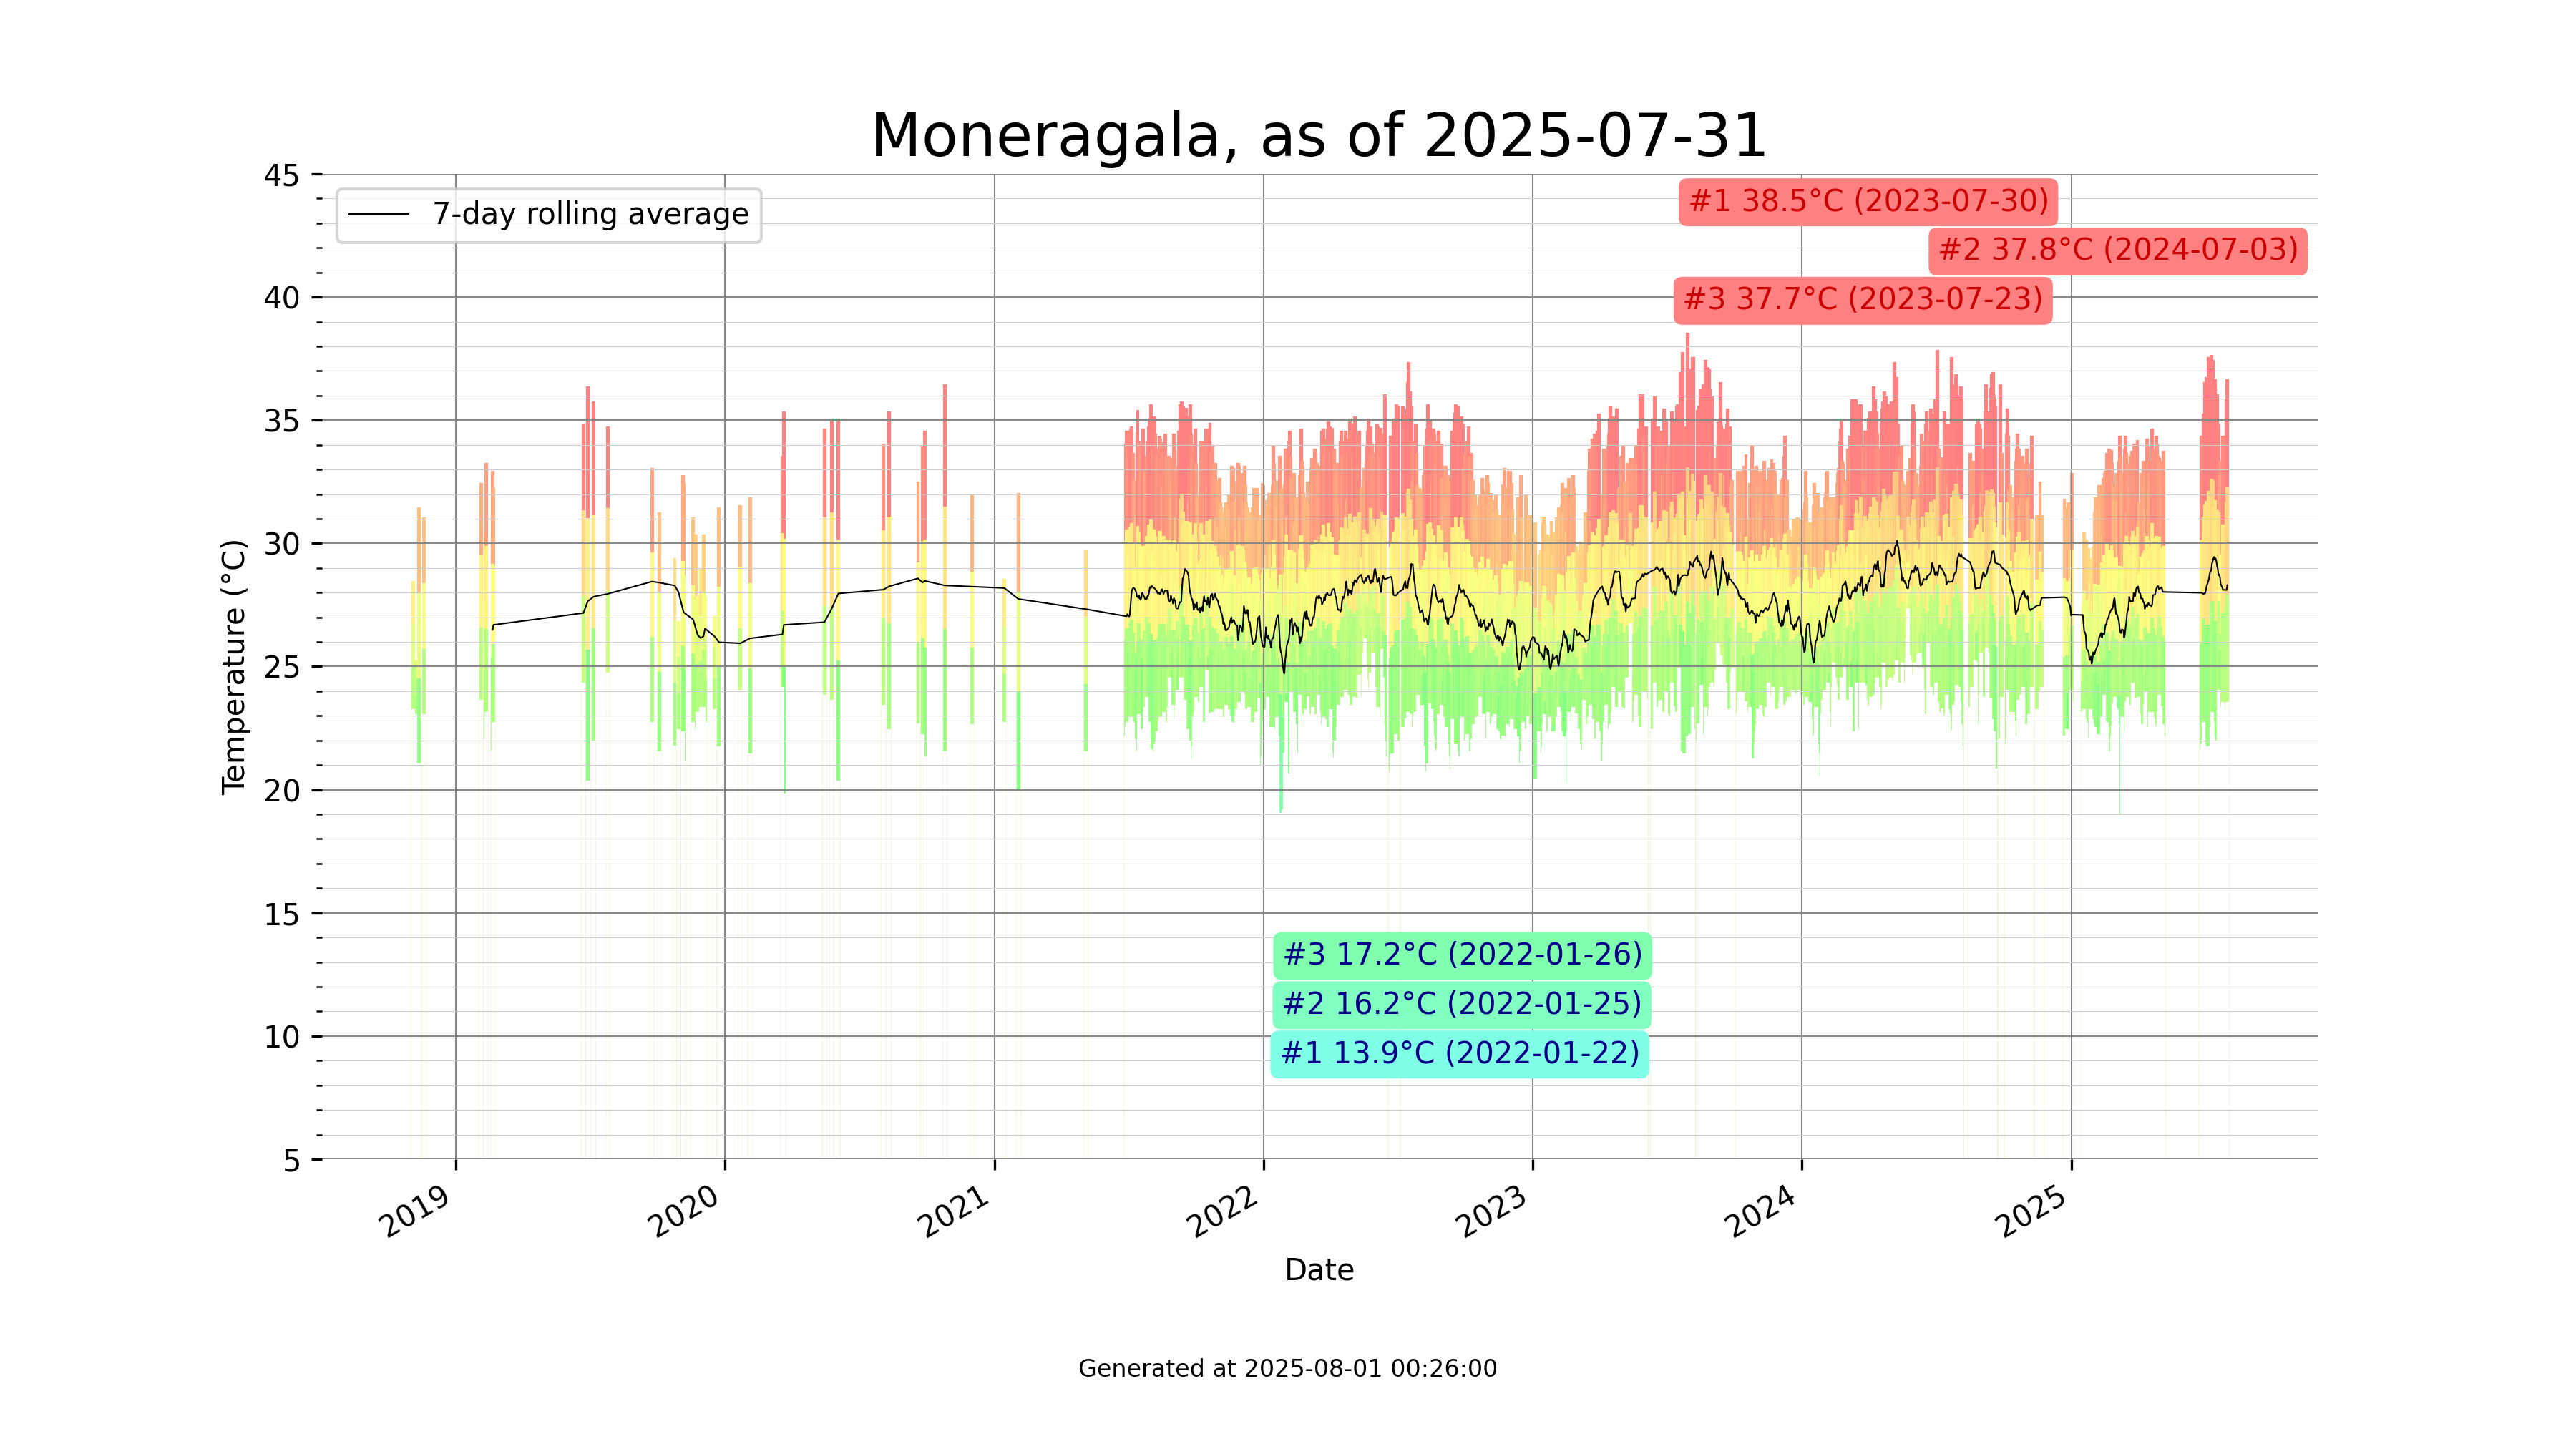 Moneragala, as of 2025-07-31
45
40
35
30
25
20
15
10
5
Temperature (°C)
7-day rolling average
#1 38.5°C (2023-07-30)
#2 37.8°C (2024-07-03)
#3 37.7°C (2023-07-23)
#3 17.2°C (2022-01-26)
#2 16.2°C (2022-01-25)
#1 13.9°C (2022-01-22)
2019
2020
2021
2022
2023
2024
2025
Date
Generated at 2025-08-01 00:26:00